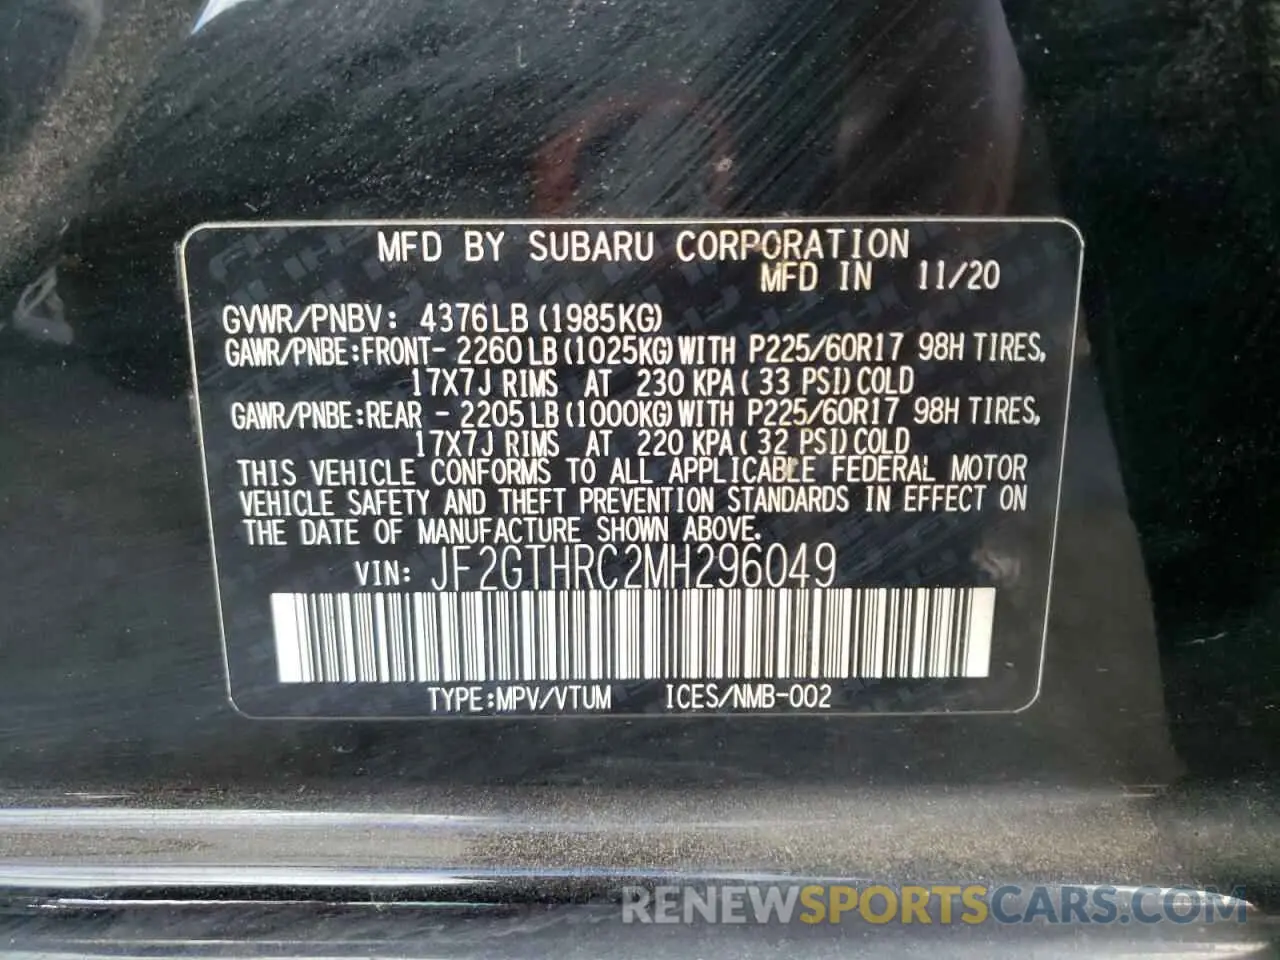 MFD BY SUBARU CORPORATION
MFD IN 11/20
GVWR/PNBV: 4376LB (1985KG)
GAWR/PNBE:FRONT- 2260 LB (1025KG) WITH P225/60R17 98H TIRES,
17X7J RIMS AT 230 KPA ( 33 PSI) COLD
GAWR/PNBE:REAR - 2205 LB (1000KG) WITH P225/60R17 98H TIRES,
17X7J RIMS AT 220 KPA ( 32 PSI) COLD
THIS VEHICLE CONFORMS TO ALL APPLICABLE FEDERAL MOTOR
VEHICLE SAFETY AND THEFT PREVENTION STANDARDS IN EFFECT ON
THE DATE OF MANUFACTURE SHOWN ABOVE.
VIN: JF2GTHRC2MH296049
TYPE:MPV/VTUM ICES/NMB-002
RENEWSPORTSCARS.COM